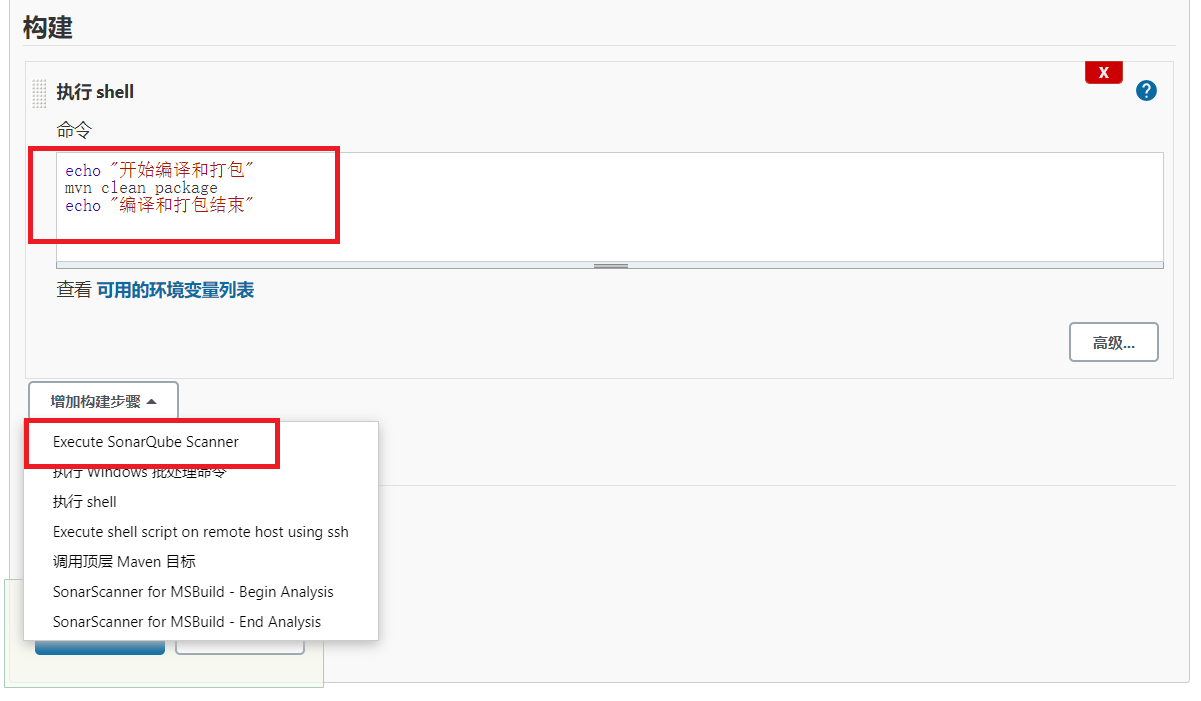 构建
执行 shell
X
?
命令
echo "开始编译和打包"
mvn clean package
echo "编译和打包结束"
查看 可用的环境变量列表
高级...
增加构建步骤
Execute SonarQube Scanner
执行 Windows 批处理命令
执行 shell
Execute shell script on remote host using ssh
调用顶层 Maven 目标
SonarScanner for MSBuild - Begin Analysis
SonarScanner for MSBuild - End Analysis